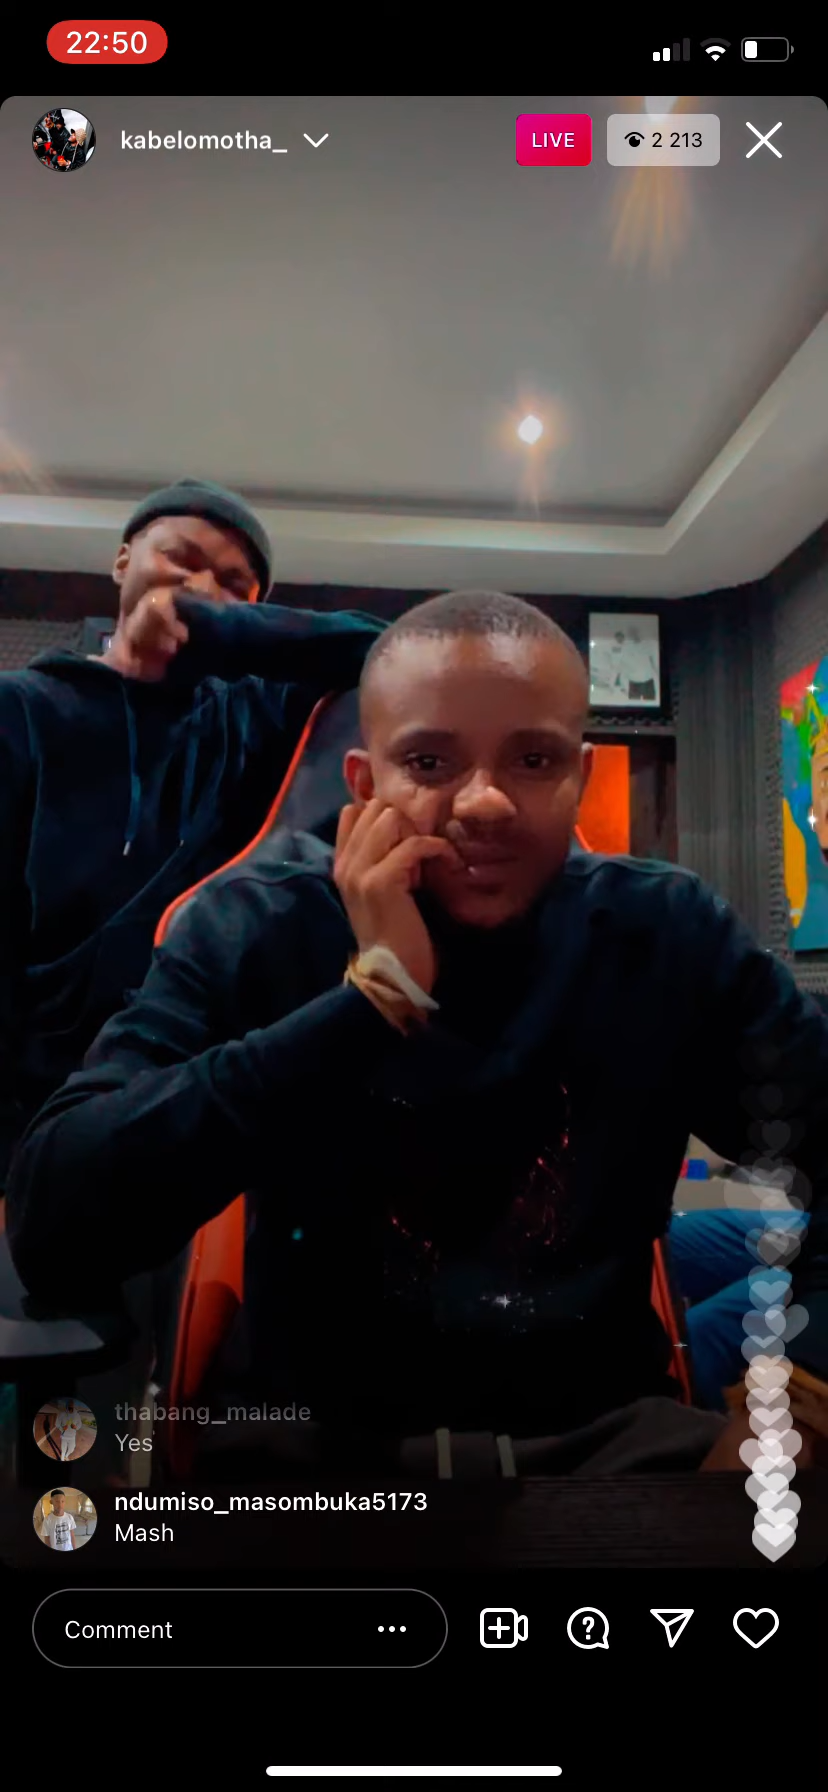 22:50
kabelomotha_
LIVE
2 213
thabang_malade
Yes
ndumiso_masombuka5173
Mash
Comment